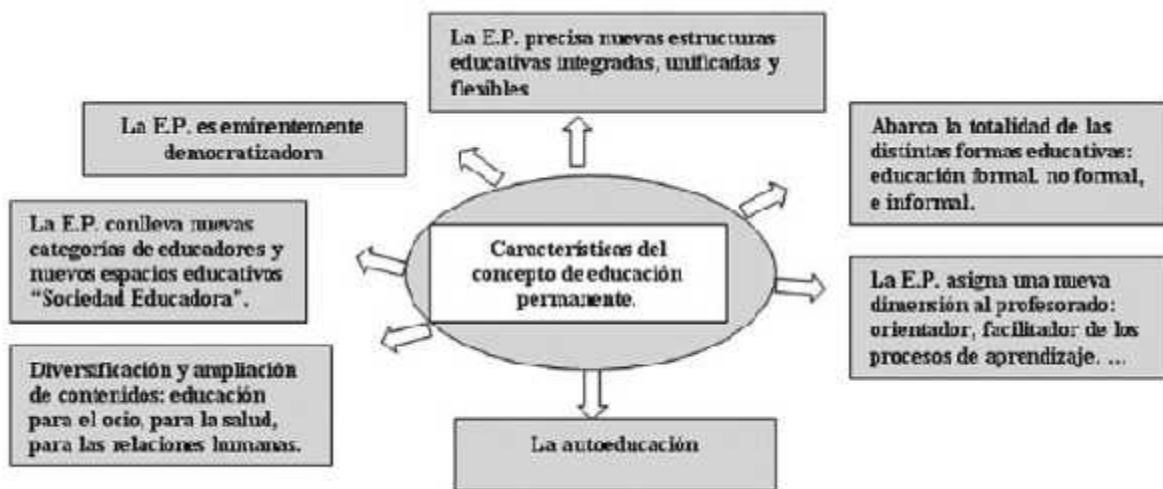 La E.P. precisa nuevas estructuras
educativas integradas, unificadas y
flexibles
La E.P. es eminentemente
democratizadora
Abarca la totalidad de las
distintas formas educativas:
educación formal. no formal,
e informal.
La E.P. conlleva nuevas
categorías de educadores y
nuevos espacios educativos
“Sociedad Educadora”.
Características del
concepto de educación
permanente.
La E.P. asigna una nueva
dimensión al profesorado:
orientador, facilitador de los
procesos de aprendizaje. ...
Diversificación y ampliación
de contenidos: educación
para el ocio, para la salud,
para las relaciones humanas.
La autoeducación